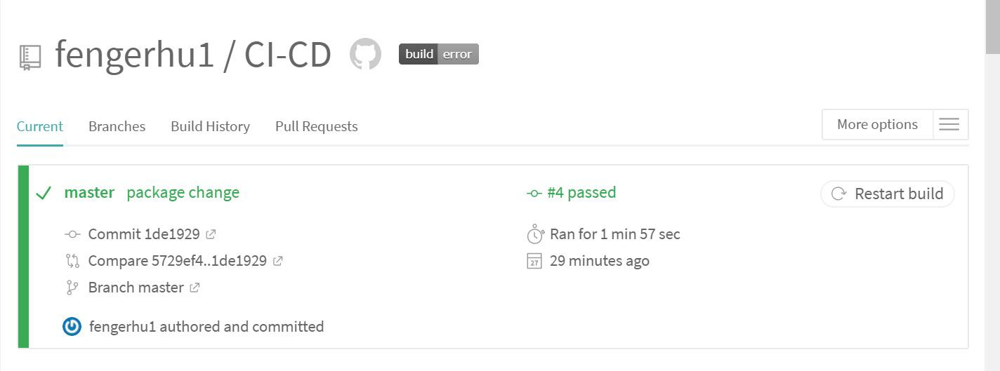 fengerhu1 / CI-CD build error
Current Branches Build History Pull Requests More options
master package change #4 passed Restart build
Commit 1de1929 Ran for 1 min 57 sec
Compare 5729ef4..1de1929 27 29 minutes ago
Branch master
fengerhu1 authored and committed